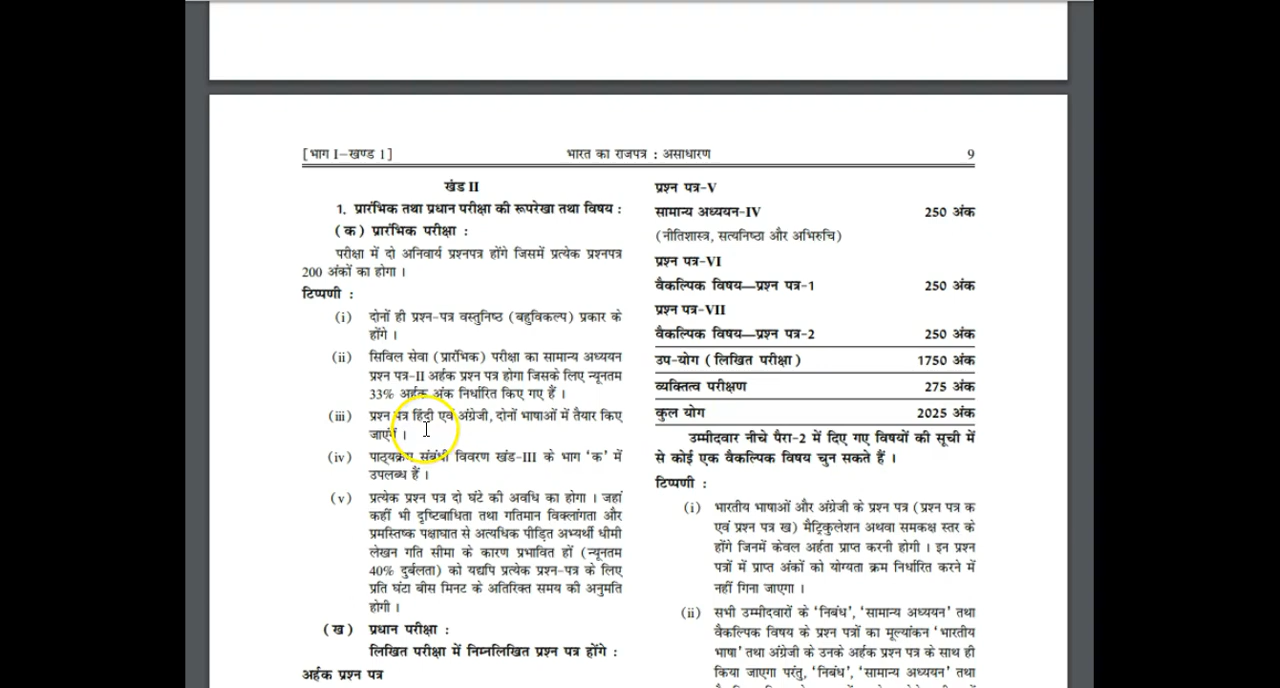 [भाग I—खण्ड 1]
भारत का राजपत्र : असाधारण
9
खंड II
1. प्रारंभिक तथा प्रधान परीक्षा की रूपरेखा तथा विषय :
(क) प्रारंभिक परीक्षा :
परीक्षा में दो अनिवार्य प्रश्नपत्र होंगे जिसमें प्रत्येक प्रश्नपत्र
200 अंकों का होगा ।
टिप्पणी :
(i) दोनों ही प्रश्न-पत्र वस्तुनिष्ठ (बहुविकल्प) प्रकार के
होंगे ।
(ii) सिविल सेवा (प्रारंभिक) परीक्षा का सामान्य अध्ययन
प्रश्न पत्र-II अर्हक प्रश्न पत्र होगा जिसके लिए न्यूनतम
33% अर्हक अंक निर्धारित किए गए हैं ।
(iii) प्रश्न पत्र हिंदी एवं अंग्रेजी, दोनों भाषाओं में तैयार किए
जाएंगें ।
(iv) पाठ्यक्रम संबंधी विवरण खंड-III के भाग ‘क’ में
उपलब्ध हैं ।
(v) प्रत्येक प्रश्न पत्र दो घंटे की अवधि का होगा । जहां
कहीं भी दृष्टिबाधिता तथा गतिमान विक्लांगता और
प्रमस्तिष्क पक्षाघात से अत्यधिक पीड़ित अभ्यर्थी धीमी
लेखन गति सीमा के कारण प्रभावित हों (न्यूनतम
40% दुर्बलता) को यद्यपि प्रत्येक प्रश्न-पत्र के लिए
प्रति घंटा बीस मिनट के अतिरिक्त समय की अनुमति
होगी ।
(ख) प्रधान परीक्षा :
लिखित परीक्षा में निम्नलिखित प्रश्न पत्र होंगे :
अर्हक प्रश्न पत्र
प्रश्न पत्र-V
सामान्य अध्ययन-IV 250 अंक
(नीतिशास्त्र, सत्यनिष्ठा और अभिरुचि)
प्रश्न पत्र-VI
वैकल्पिक विषय—प्रश्न पत्र-1 250 अंक
प्रश्न पत्र-VII
वैकल्पिक विषय—प्रश्न पत्र-2 250 अंक
उप-योग (लिखित परीक्षा) 1750 अंक
व्यक्तित्व परीक्षण 275 अंक
कुल योग 2025 अंक
उम्मीदवार नीचे पैरा-2 में दिए गए विषयों की सूची में
से कोई एक वैकल्पिक विषय चुन सकते हैं ।
टिप्पणी :
(i) भारतीय भाषाओं और अंग्रेजी के प्रश्न पत्र (प्रश्न पत्र क
एवं प्रश्न पत्र ख) मैट्रिकुलेशन अथवा समकक्ष स्तर के
होंगे जिनमें केवल अर्हता प्राप्त करनी होगी । इन प्रश्न
पत्रों में प्राप्त अंकों को योग्यता क्रम निर्धारित करने में
नहीं गिना जाएगा ।
(ii) सभी उम्मीदवारों के ‘निबंध’, ‘सामान्य अध्ययन’ तथा
वैकल्पिक विषय के प्रश्न पत्रों का मूल्यांकन ‘भारतीय
भाषा’ तथा अंग्रेजी के उनके अर्हक प्रश्न पत्र के साथ ही
किया जाएगा परंतु, ‘निबंध’, ‘सामान्य अध्ययन’ तथा